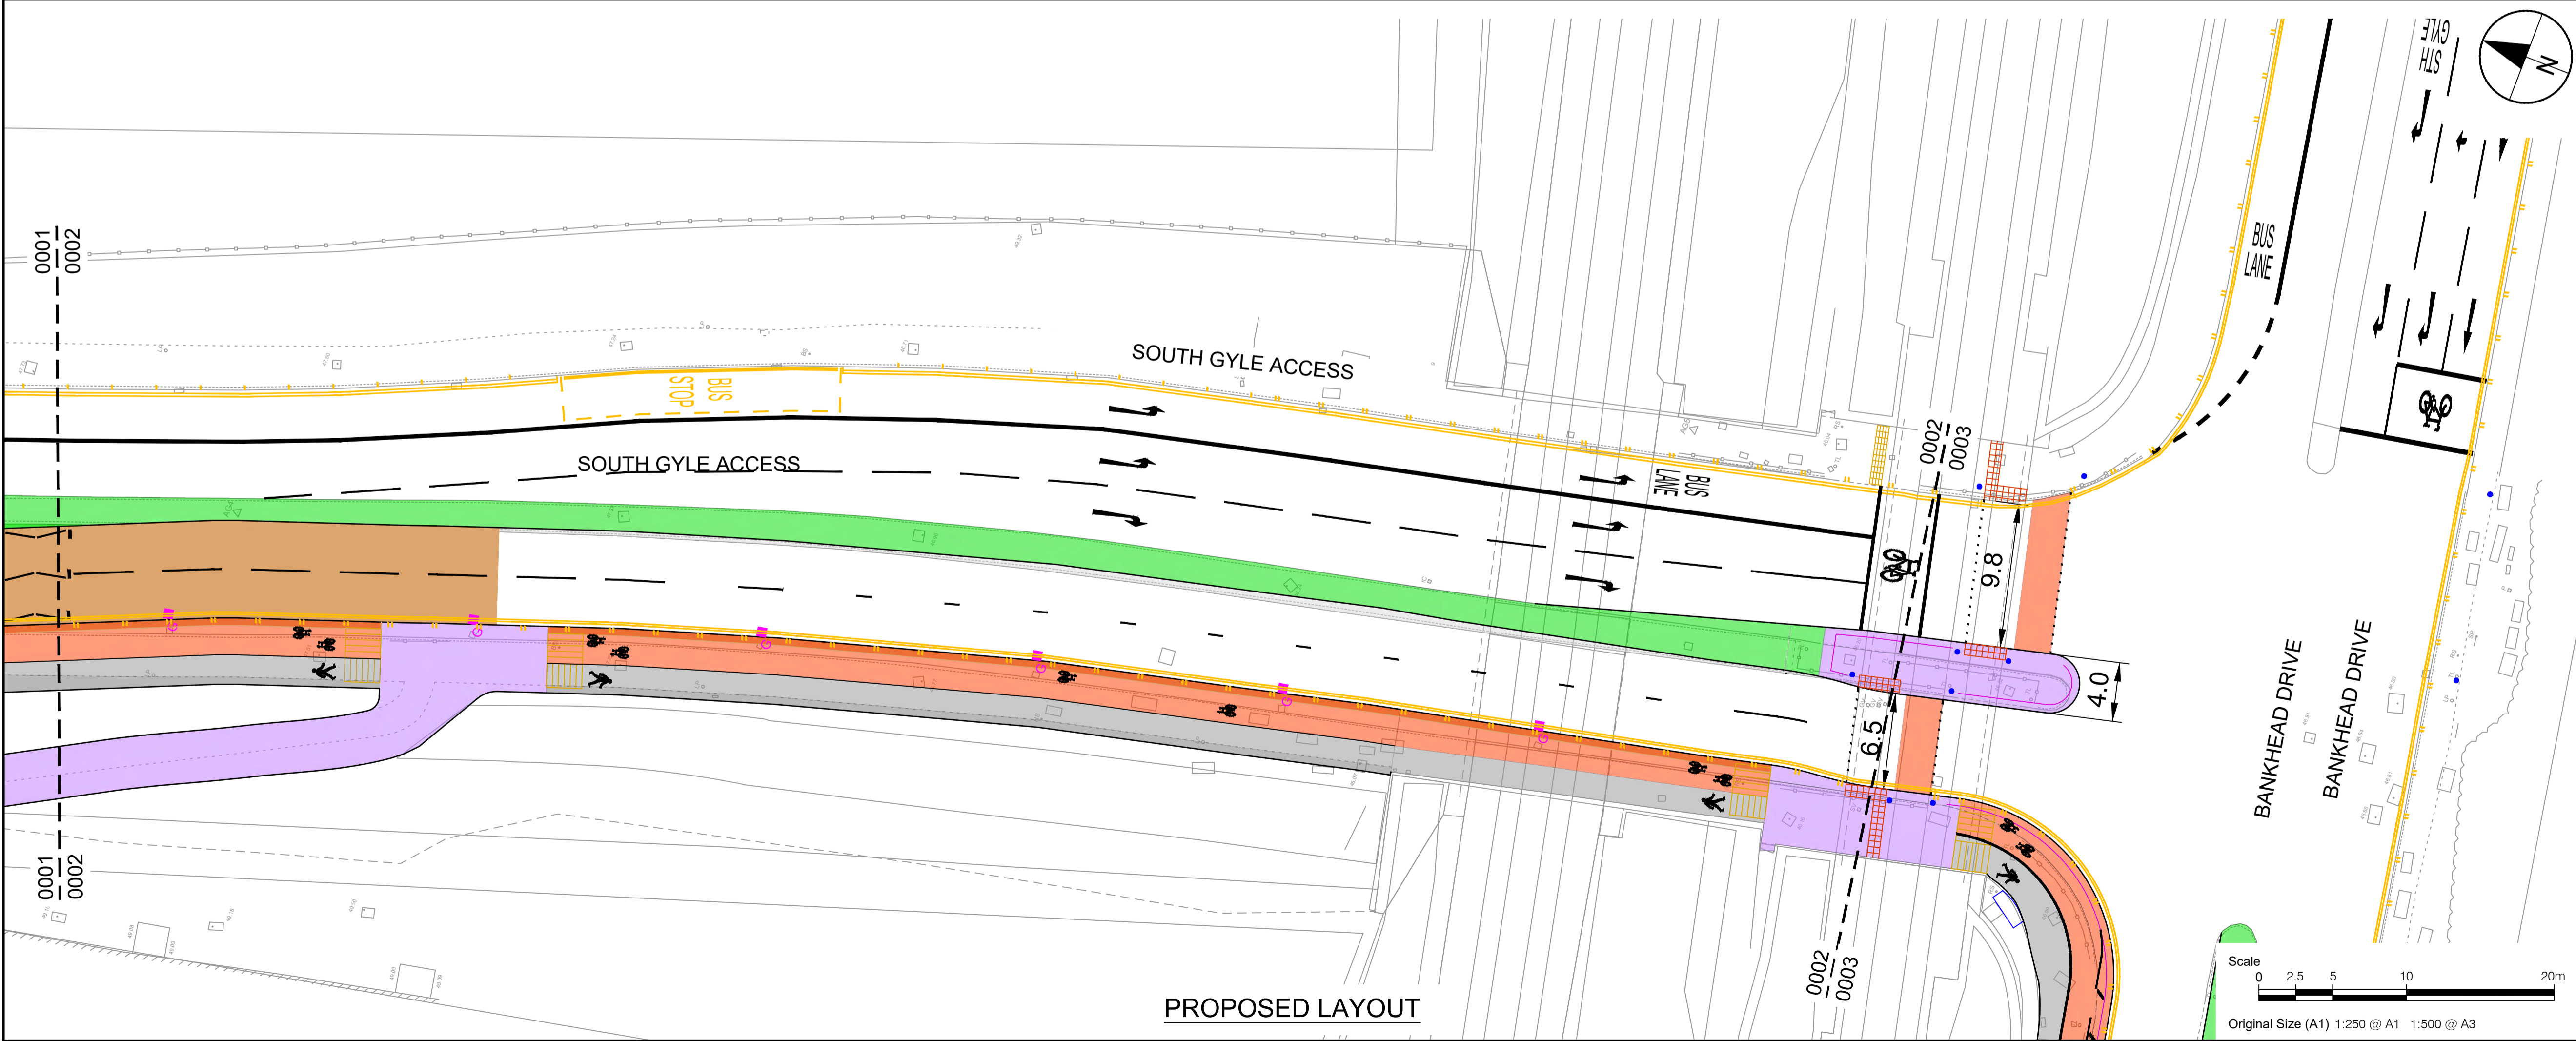 STH
GYLE
N
0001
0002
BUS
LANE
SOUTH GYLE ACCESS
BUS
STOP
SOUTH GYLE ACCESS
BUS
LANE
0002
0003
9.8
4.0
6.5
G
G
G
G
G
G
BANKHEAD DRIVE
BANKHEAD DRIVE
0001
0002
0002
0003
PROPOSED LAYOUT
Scale
0 2.5 5 10 20m
Original Size (A1) 1:250 @ A1 1:500 @ A3